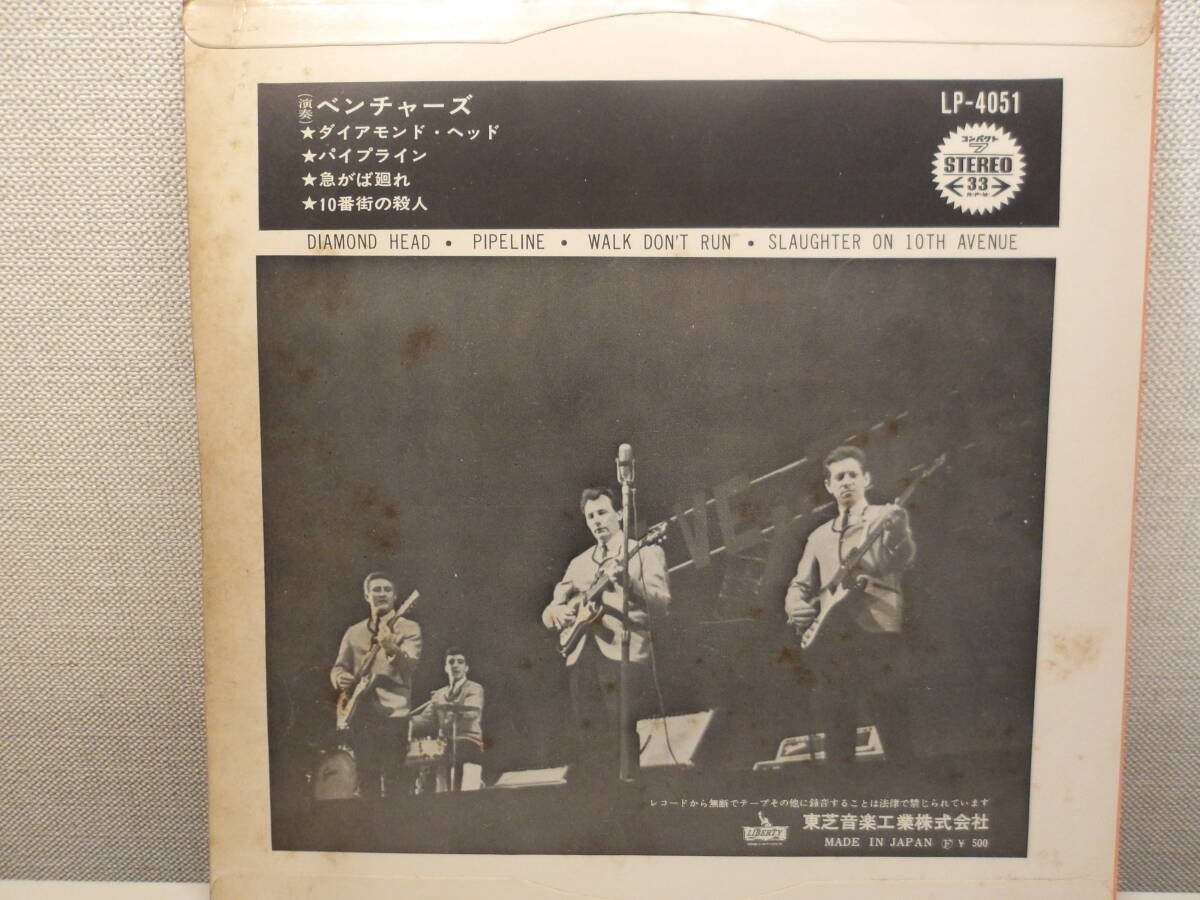 (演奏)ベンチャーズ
★ダイアモンド・ヘッド
★パイプライン
★急がば廻れ
★10番街の殺人
LP-4051
コンパクト
7
STEREO
33
R・P・M・
DIAMOND HEAD • PIPELINE • WALK DON'T RUN • SLAUGHTER ON 10TH AVENUE
VE
レコードから無断でテープその他に録音することは法律で禁じられています
LIBERTY
東芝音楽工業株式会社
MADE IN JAPAN Ⓕ ¥ 500